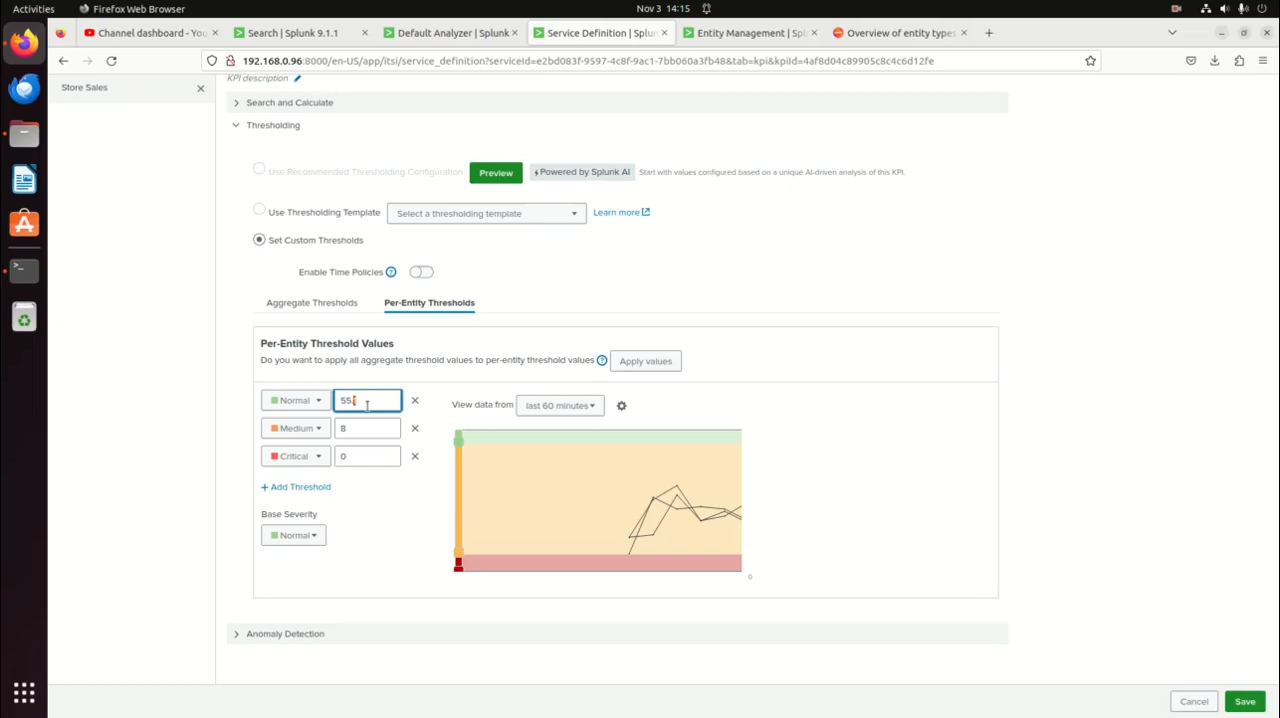 Activities Firefox Web Browser Nov 3 14:15
Channel dashboard - You Search | Splunk 9.1.1 Default Analyzer | Splunk Service Definition | Splun Entity Management | Spl Overview of entity types
192.168.0.96:8000/en-US/app/itsi/service_definition?serviceId=e2bd083f-9597-4c8f-9ac1-7bb060a3fb48&tab=kpi&kpiId=4af8d04c89905c8c4c6d12fe
KPI description
Store Sales
Search and Calculate
Thresholding
Use Recommended Thresholding Configuration Preview Powered by Splunk AI Start with values configured based on a unique AI-driven analysis of this KPI.
Use Thresholding Template Select a thresholding template Learn more
Set Custom Thresholds
Enable Time Policies ?
Aggregate Thresholds Per-Entity Thresholds
Per-Entity Threshold Values
Do you want to apply all aggregate threshold values to per-entity threshold values ? Apply values
Normal 55
Medium 8
Critical 0
View data from last 60 minutes
+ Add Threshold
Base Severity
Normal
0
Anomaly Detection
Cancel Save